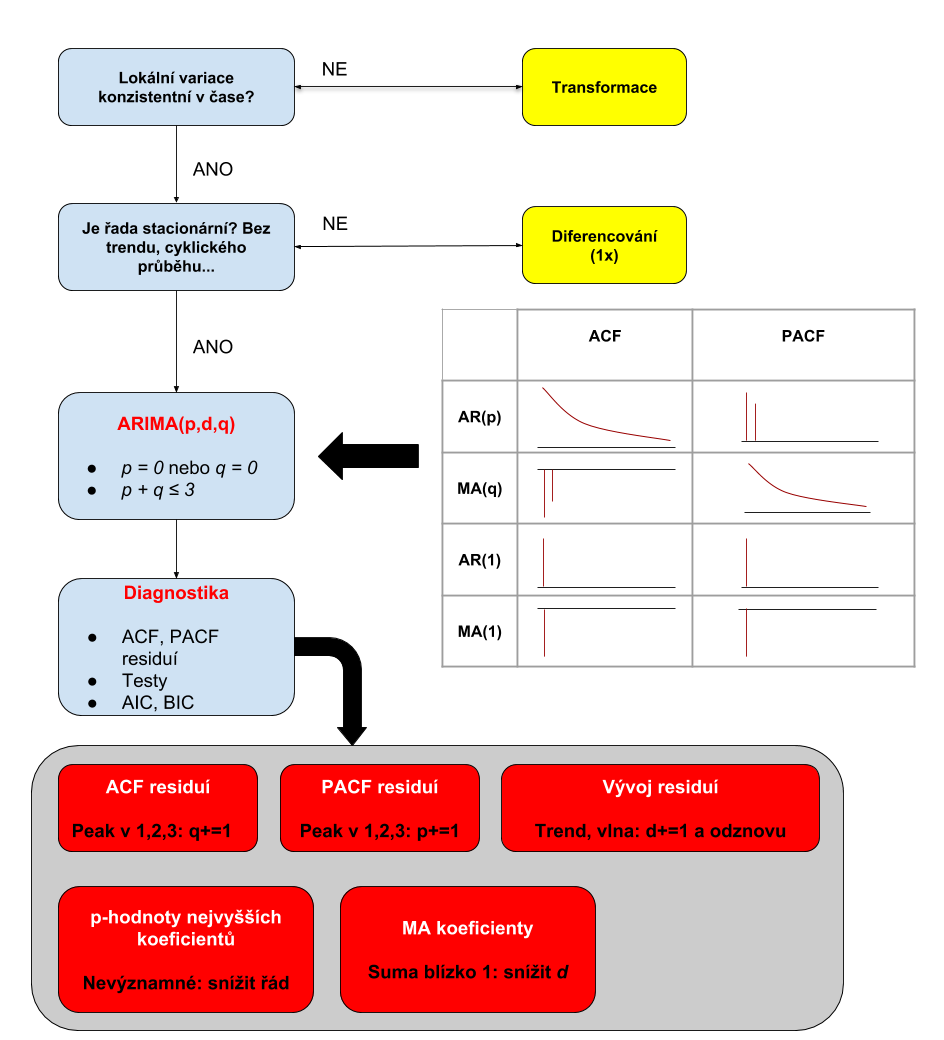 Lokální variace
konzistentní v čase?
NE
Transformace
ANO
Je řada stacionární? Bez
trendu, cyklického
průběhu...
NE
Diferencování
(1x)
ANO
ARIMA(p,d,q)
● p = 0 nebo q = 0
● p + q ≤ 3
ACF PACF
AR(p)
MA(q)
AR(1)
MA(1)
Diagnostika
● ACF, PACF
residuí
● Testy
● AIC, BIC
ACF residuí
Peak v 1,2,3: q+=1
PACF residuí
Peak v 1,2,3: p+=1
Vývoj residuí
Trend, vlna: d+=1 a odznovu
p-hodnoty nejvyšších
koeficientů
Nevýznamné: snížit řád
MA koeficienty
Suma blízko 1: snížit d